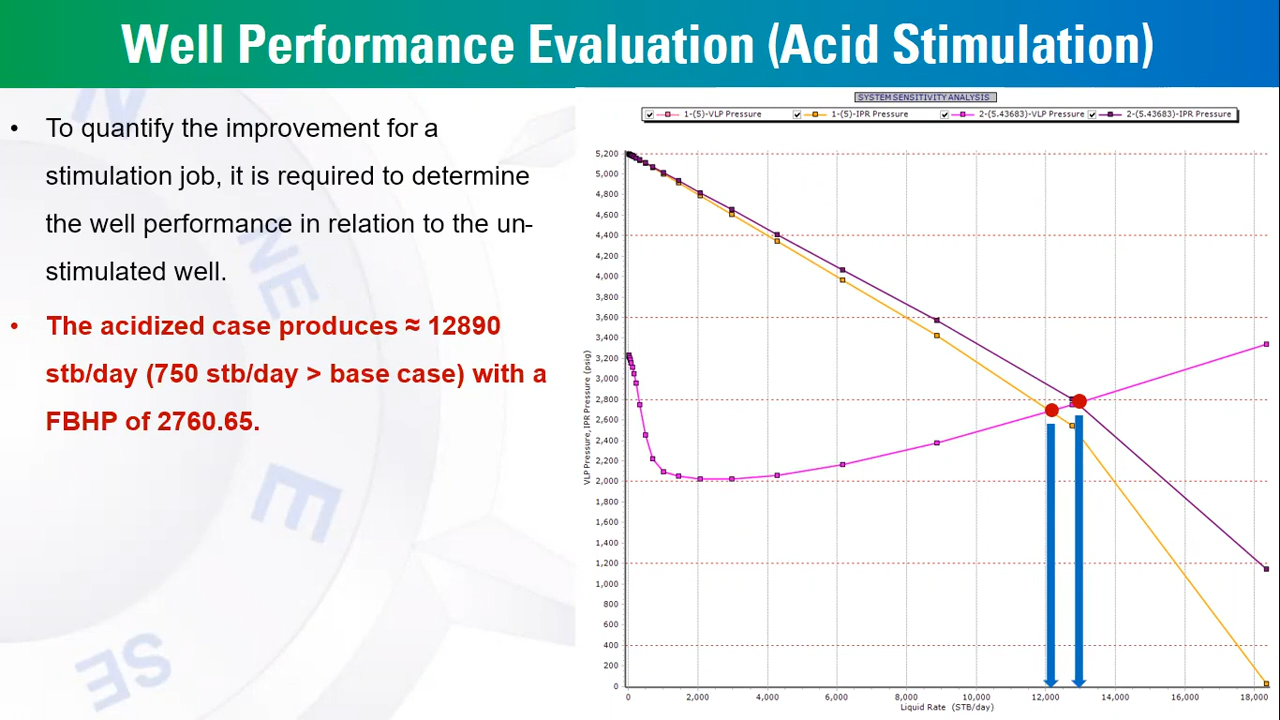 Well Performance Evaluation (Acid Stimulation)
• To quantify the improvement for a
stimulation job, it is required to determine
the well performance in relation to the un-
stimulated well.
• The acidized case produces ≈ 12890
stb/day (750 stb/day > base case) with a
FBHP of 2760.65.
N
NE
E
SE
SYSTEM SENSITIVITY ANALYSIS
1-(5)-VLP Pressure 1-(5)-IPR Pressure 2-(5.43683)-VLP Pressure 2-(5.43683)-IPR Pressure
VLP Pressure, IPR Pressure (psig)
5,200
5,000
4,800
4,600
4,400
4,200
4,000
3,800
3,600
3,400
3,200
3,000
2,800
2,600
2,400
2,200
2,000
1,800
1,600
1,400
1,200
1,000
800
600
400
200
0
0 2,000 4,000 6,000 8,000 10,000 12,000 14,000 16,000 18,000
Liquid Rate (STB/day)